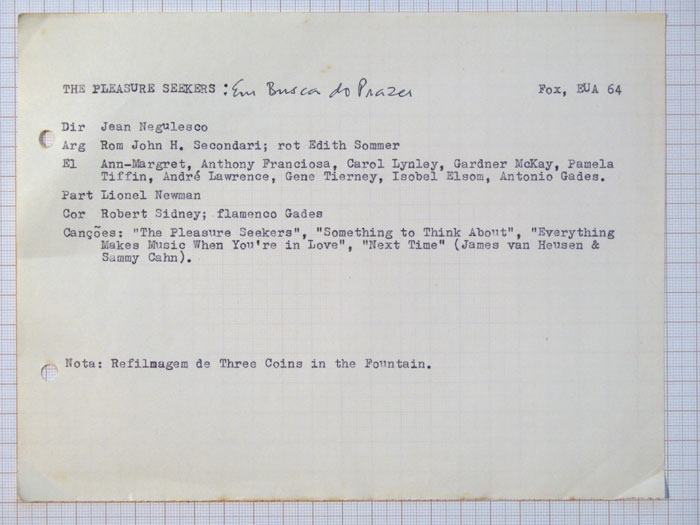 THE PLEASURE SEEKERS : Em Busca do Prazer Fox, EUA 64
Dir Jean Negulesco
Arg Rom John H. Secondari; rot Edith Sommer
El Ann-Margret, Anthony Franciosa, Carol Lynley, Gardner McKay, Pamela
Tiffin, André Lawrence, Gene Tierney, Isobel Elsom, Antonio Gades.
Part Lionel Newman
Cor Robert Sidney; flamenco Gades
Canções: "The Pleasure Seekers", "Something to Think About", "Everything
Makes Music When You're in Love", "Next Time" (James van Heusen &
Sammy Cahn).
Nota: Refilmagem de Three Coins in the Fountain.